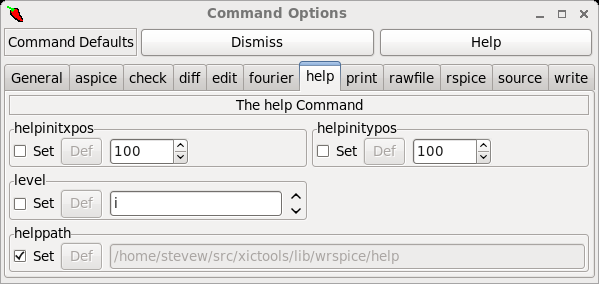 Command Options
Command Defaults Dismiss Help
General aspice check diff edit fourier help print rawfile rspice source write
The help Command
helpinitxpos helpinitypos
Set Def 100 Set Def 100
level
Set Def i
helppath
Set Def /home/stevew/src/xictools/lib/wrspice/help